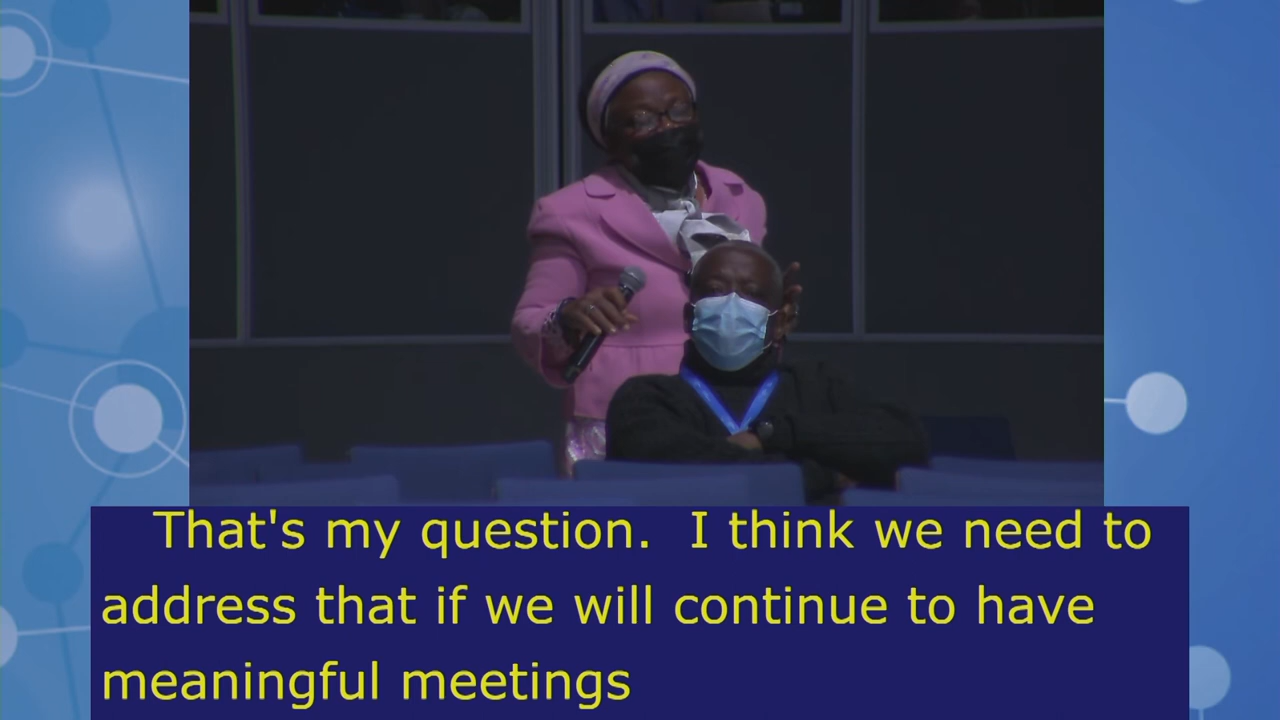 That's my question.  I think we need to
address that if we will continue to have
meaningful meetings